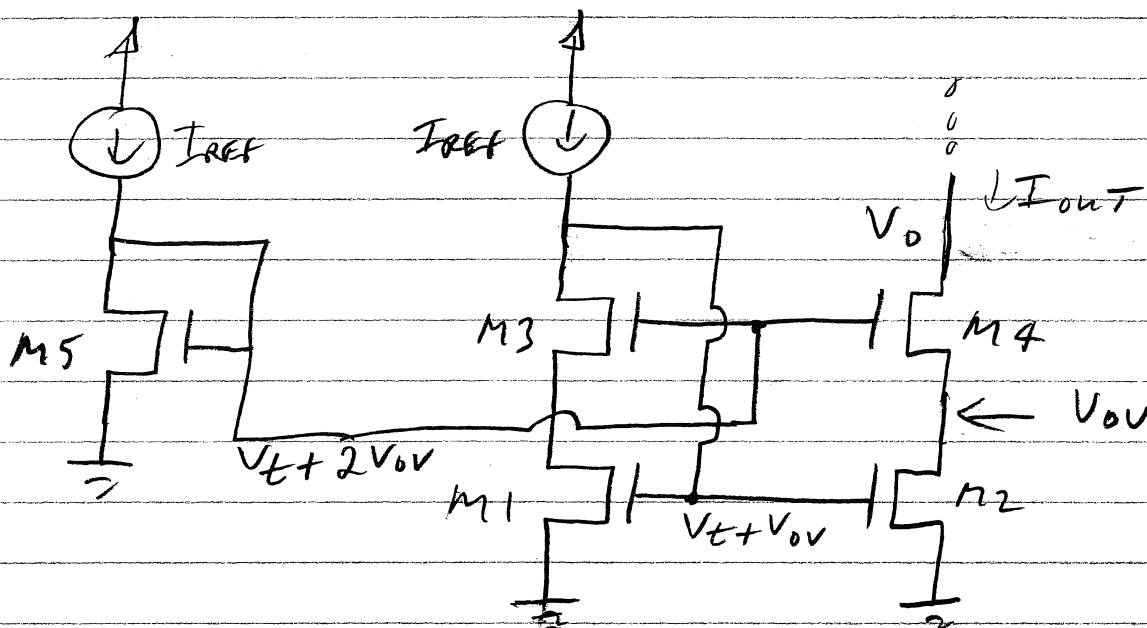 IREF
IREF
IOUT
Vo
M5
M3
M4
Vov
Vt + 2Vov
M1
Vt + Vov
M2